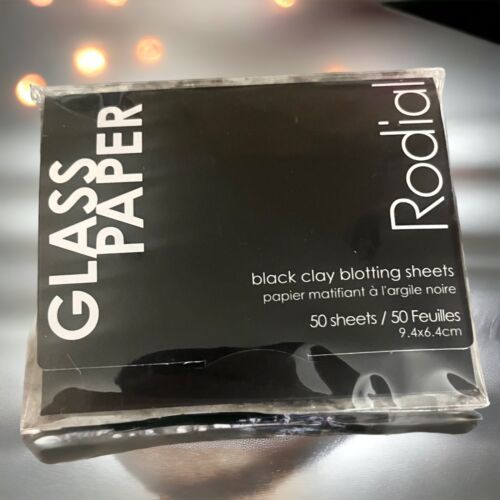 GLASS
PAPER
Rodial
black clay blotting sheets
papier matifiant à l'argile noire
50 sheets / 50 Feuilles
9.4x6.4cm